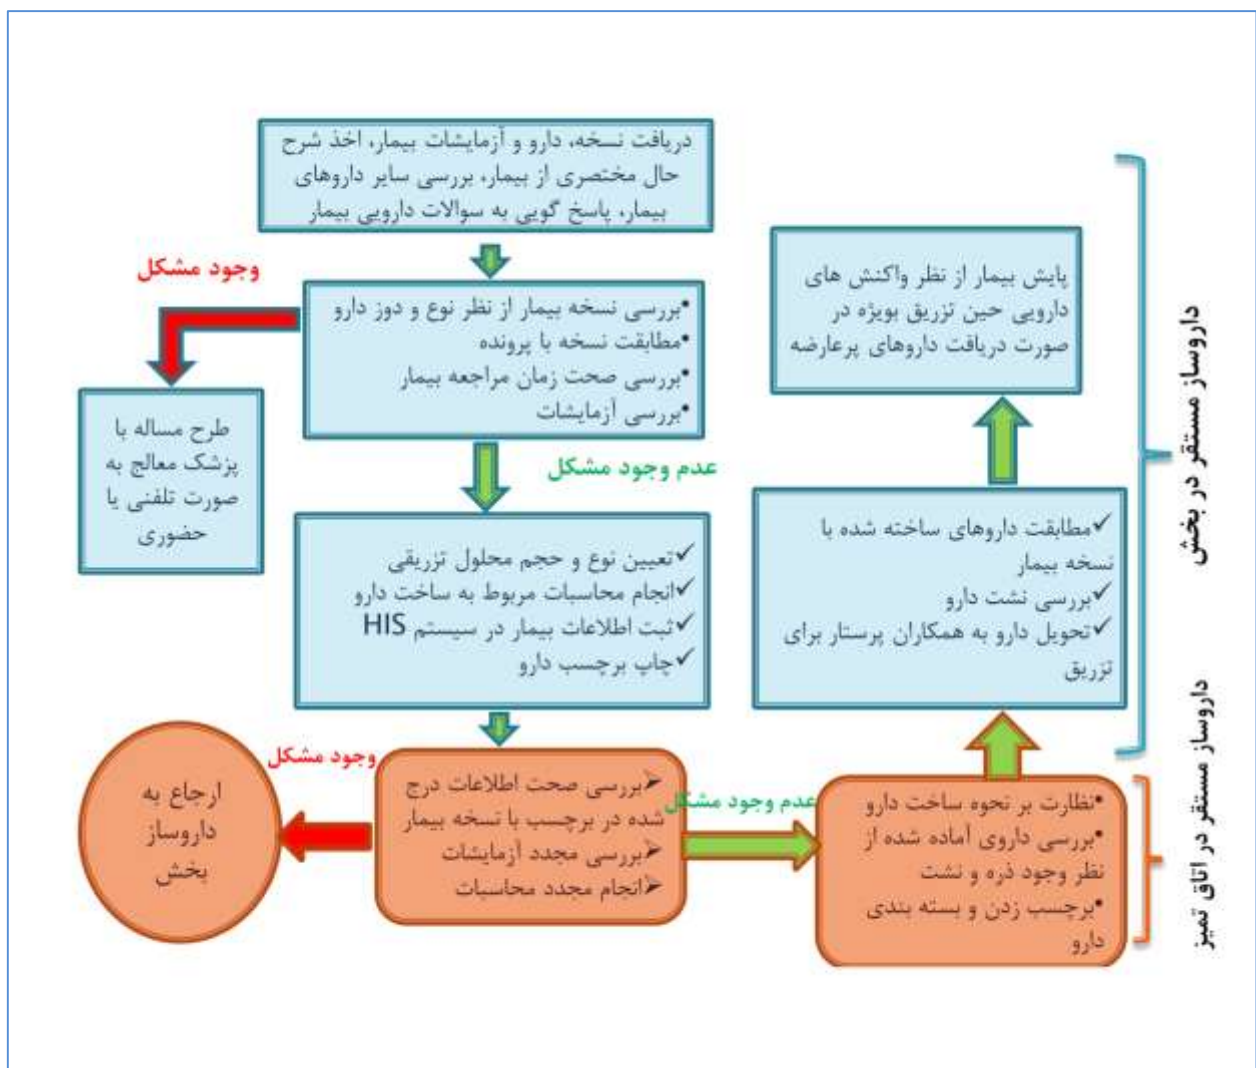 دریافت نسخه، دارو و آزمایشات بیمار، اخذ شرح
حال مختصری از بیمار، بررسی سایر داروهای
بیمار، پاسخ گویی به سوالات دارویی بیمار
وجود مشکل
•بررسی نسخه بیمار از نظر نوع و دوز دارو
•مطابقت نسخه با پرونده
•بررسی صحت زمان مراجعه بیمار
•بررسی آزمایشات
طرح مساله با
پزشک معالج به
صورت تلفنی یا
حضوری
عدم وجود مشکل
✓تعیین نوع و حجم محلول تزریقی
✓انجام محاسبات مربوط به ساخت دارو
✓ثبت اطلاعات بیمار در سیستم HIS
✓چاپ برچسب دارو
وجود مشکل
➢بررسی صحت اطلاعات درج
شده در برچسب با نسخه بیمار
➢بررسی مجدد آزمایشات
➢انجام مجدد محاسبات
ارجاع به
داروساز
بخش
عدم وجود مشکل
•نظارت بر نحوه ساخت دارو
•بررسی داروی آماده شده از
نظر وجود ذره و نشت
•برچسب زدن و بسته بندی
دارو
✓مطابقت داروهای ساخته شده با
نسخه بیمار
✓بررسی نشت دارو
✓تحویل دارو به همکاران پرستار برای
تزریق
پایش بیمار از نظر واکنش های
دارویی حین تزریق بویژه در
صورت دریافت داروهای پرعارضه
داروساز مستقر در بخش
داروساز مستقر در اتاق تمیز